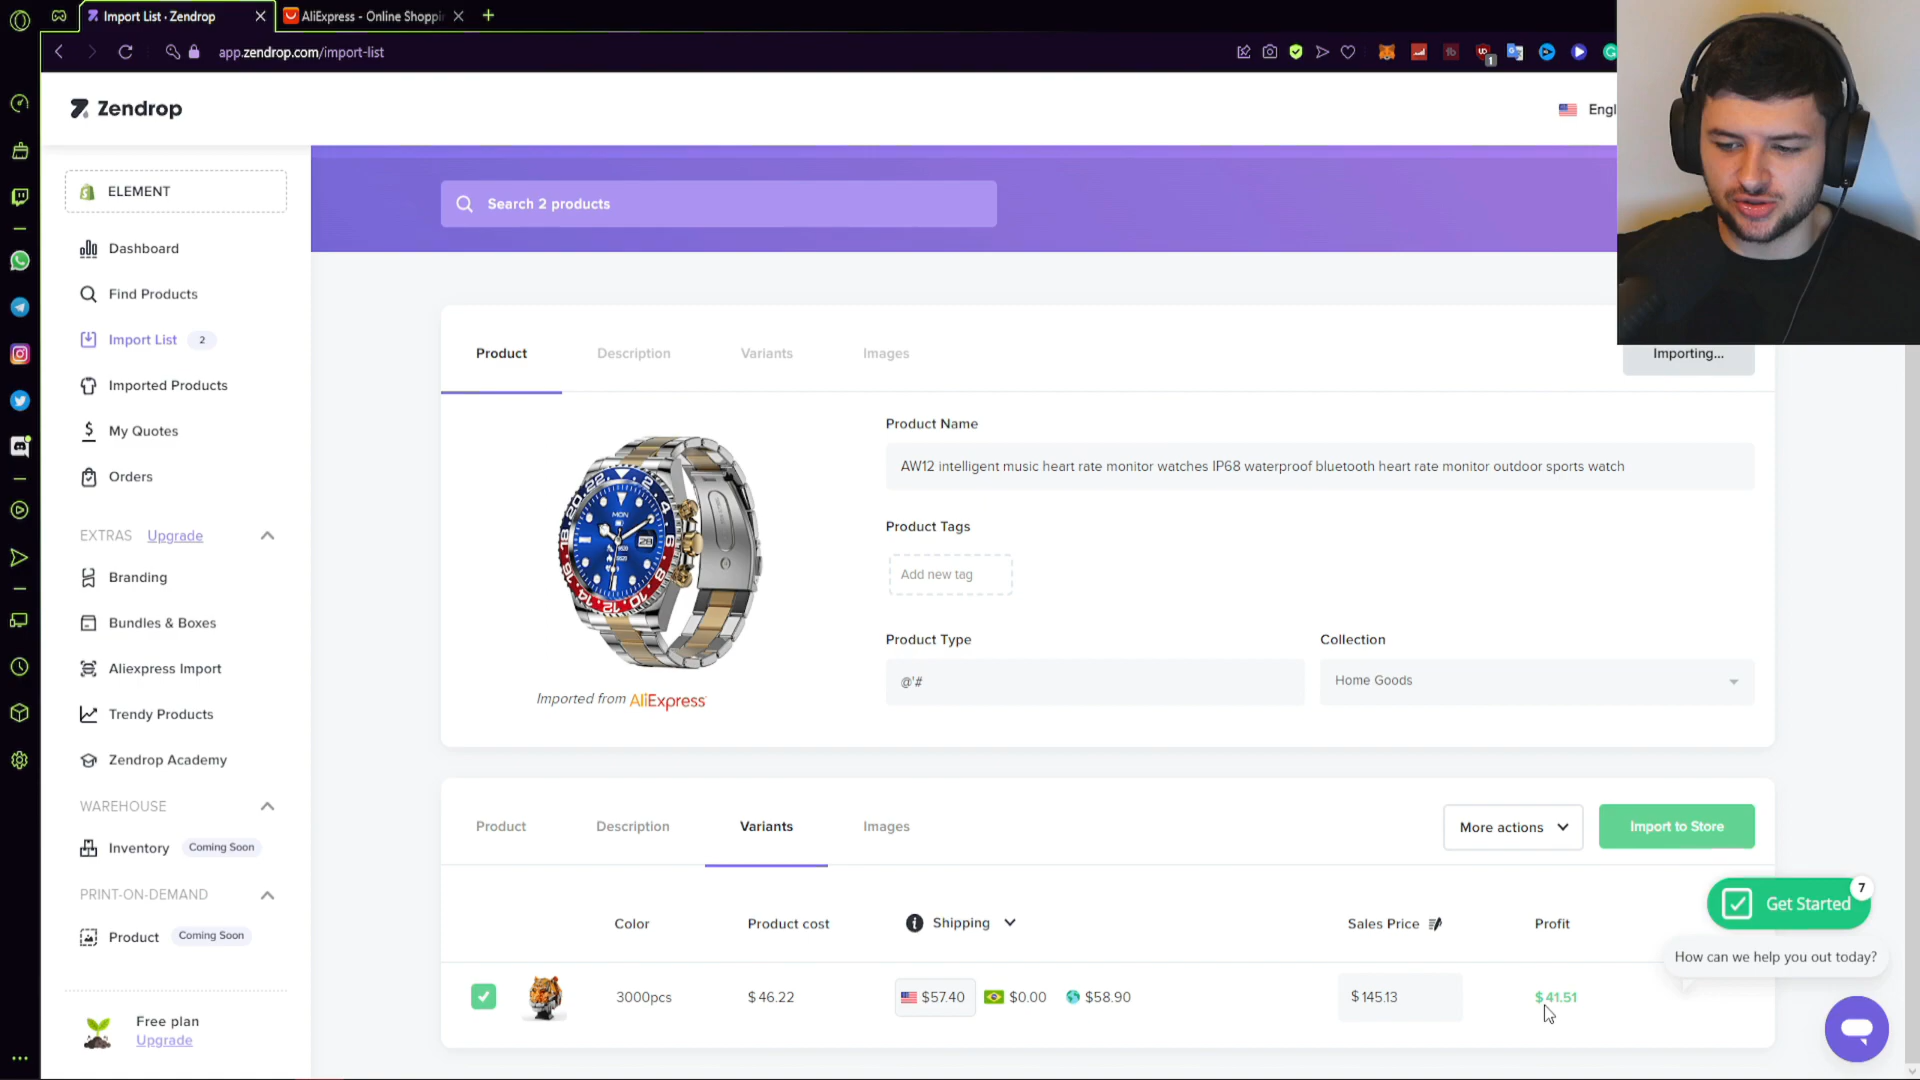 Import List · Zendrop
AliExpress - Online Shoppi
app.zendrop.com/import-list
1
Zendrop
Engl
ELEMENT
Search 2 products
Dashboard
Find Products
Import List 2
Imported Products
My Quotes
Orders
EXTRAS Upgrade
Branding
Bundles & Boxes
Aliexpress Import
Trendy Products
Zendrop Academy
WAREHOUSE
Inventory Coming Soon
PRINT-ON-DEMAND
Product Coming Soon
Free plan
Upgrade
Product Description Variants Images
Importing...
Product Name
AW12 intelligent music heart rate monitor watches IP68 waterproof bluetooth heart rate monitor outdoor sports watch
Product Tags
Add new tag
Product Type
@'#
Collection
Home Goods
Imported from AliExpress
Product Description Variants Images
More actions
Import to Store
Color Product cost Shipping Sales Price Profit
3000pcs $ 46.22 $57.40 $0.00 $58.90 $ 145.13 $ 41.51
Get Started 7
How can we help you out today?